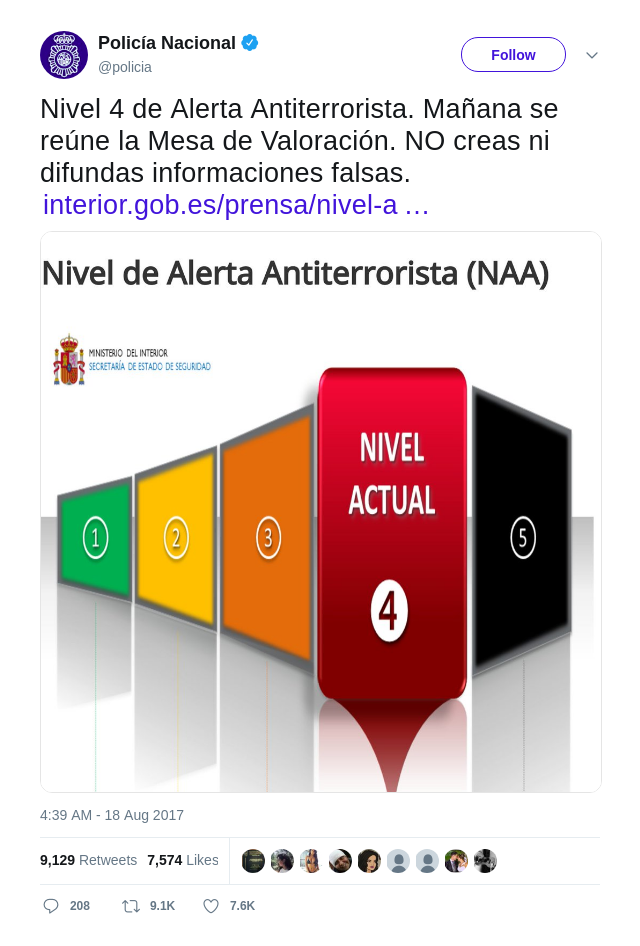 Policía Nacional
@policia
Follow
Nivel 4 de Alerta Antiterrorista. Mañana se
reúne la Mesa de Valoración. NO creas ni
difundas informaciones falsas.
interior.gob.es/prensa/nivel-a …
Nivel de Alerta Antiterrorista (NAA)
MINISTERIO DEL INTERIOR
SECRETARÍA DE ESTADO DE SEGURIDAD
NIVEL
ACTUAL
1 2 3 4 5
4:39 AM - 18 Aug 2017
9,129 Retweets 7,574 Likes
208 9.1K 7.6K